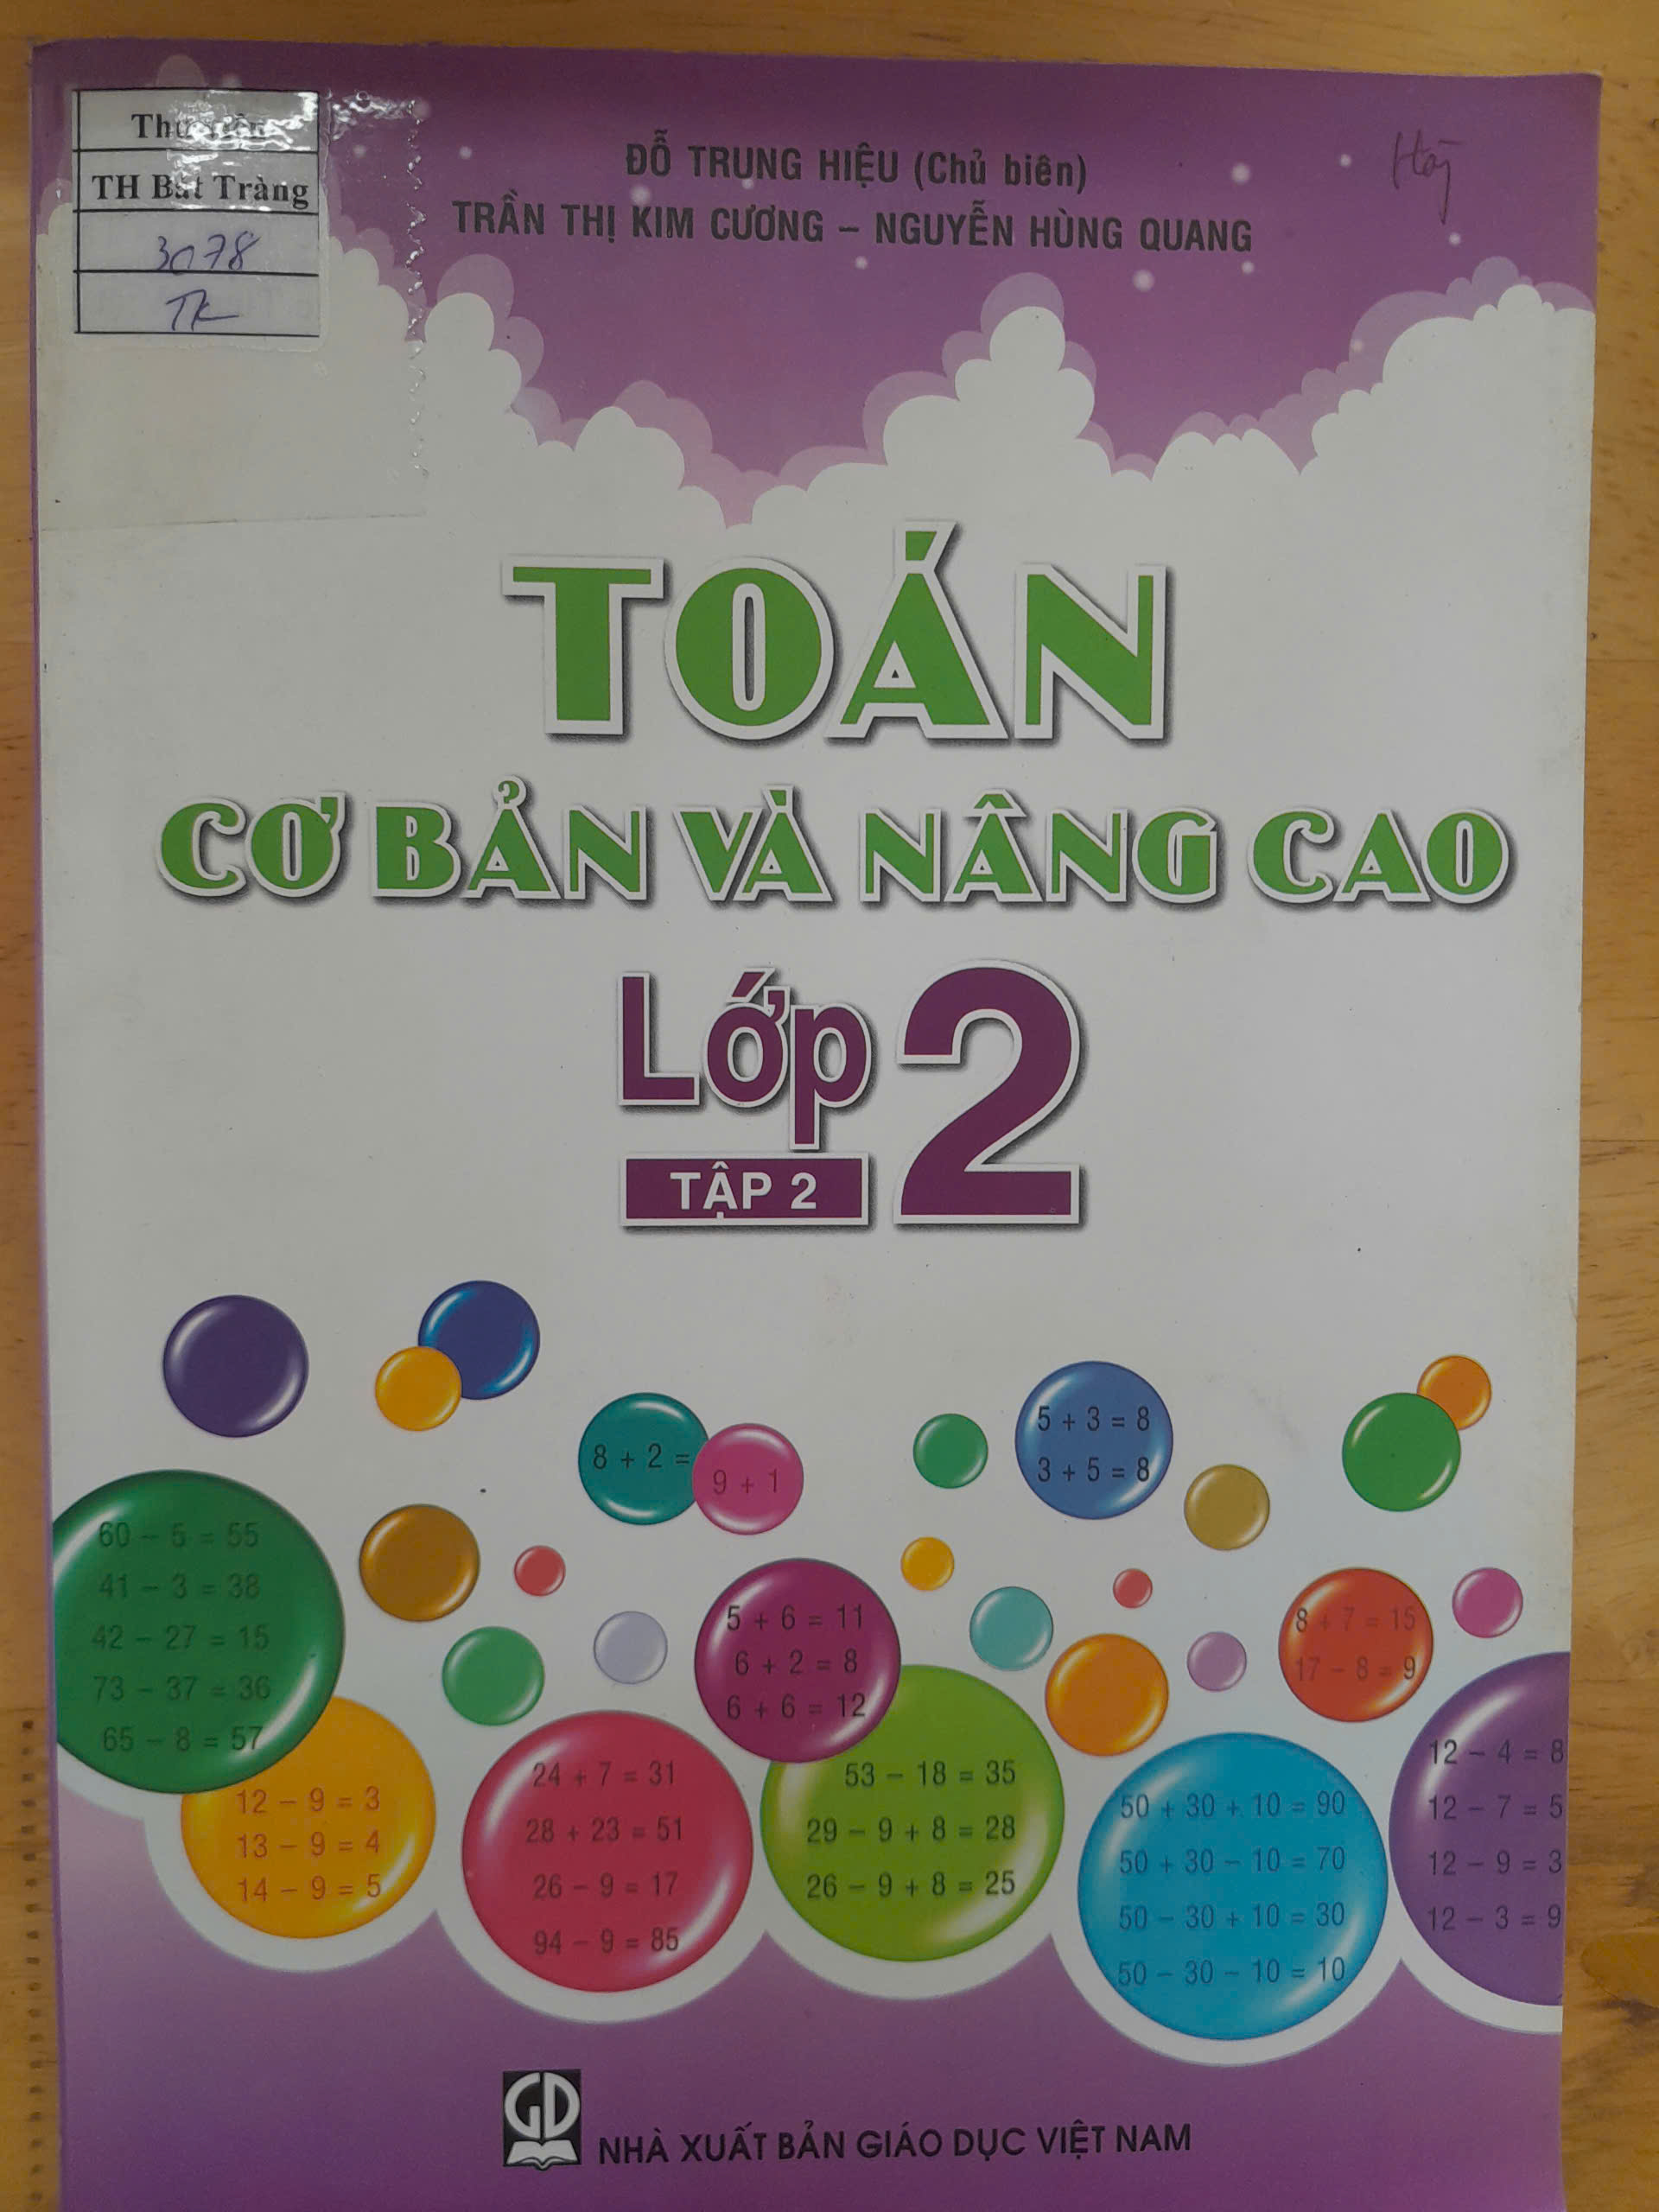 Thư viện
TH Bát Tràng
3078
TK
ĐỖ TRUNG HIỆU (Chủ biên)
TRẦN THỊ KIM CƯƠNG – NGUYỄN HÙNG QUANG
TOÁN
CƠ BẢN VÀ NÂNG CAO
Lớp 2
TẬP 2
8 + 2 =
9 + 1
5 + 3 = 8
3 + 5 = 8
60 – 5 = 55
41 – 3 = 38
42 – 27 = 15
73 – 37 = 36
65 – 8 = 57
5 + 6 = 11
6 + 2 = 8
6 + 6 = 12
8 + 7 = 15
17 – 8 = 9
12 – 9 = 3
13 – 9 = 4
14 – 9 = 5
24 + 7 = 31
28 + 23 = 51
26 – 9 = 17
94 – 9 = 85
53 – 18 = 35
29 – 9 + 8 = 28
26 – 9 + 8 = 25
50 + 30 + 10 = 90
50 + 30 – 10 = 70
50 – 30 + 10 = 30
50 – 30 – 10 = 10
12 – 4 = 8
12 – 7 = 5
12 – 9 = 3
12 – 3 = 9
GD
NHÀ XUẤT BẢN GIÁO DỤC VIỆT NAM